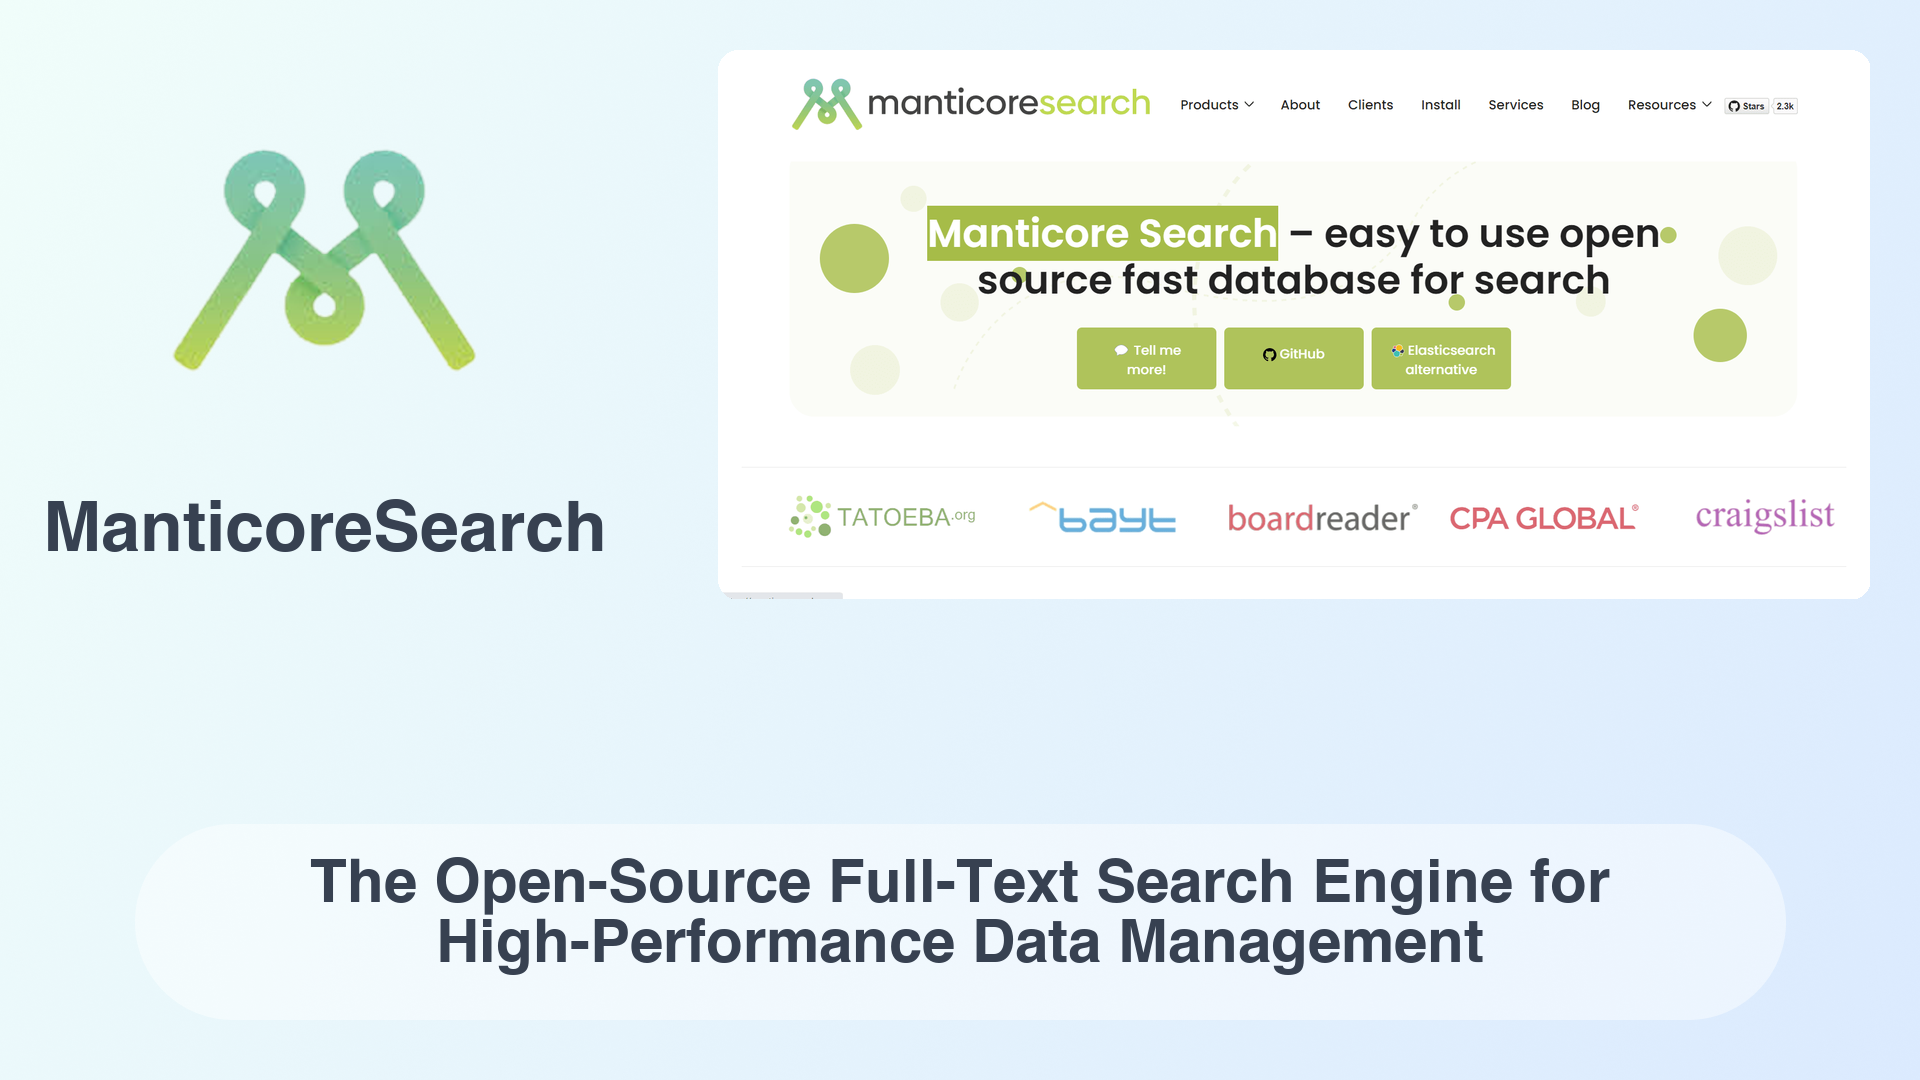 manticoresearch
Products
About
Clients
Install
Services
Blog
Resources
Stars
2.3k
Manticore Search – easy to use open
source fast database for search
Tell me
more!
GitHub
Elasticsearch
alternative
TATOEBA.org
bayt
boardreader®
CPA GLOBAL®
craigslist
ManticoreSearch
The Open-Source Full-Text Search Engine for
High-Performance Data Management